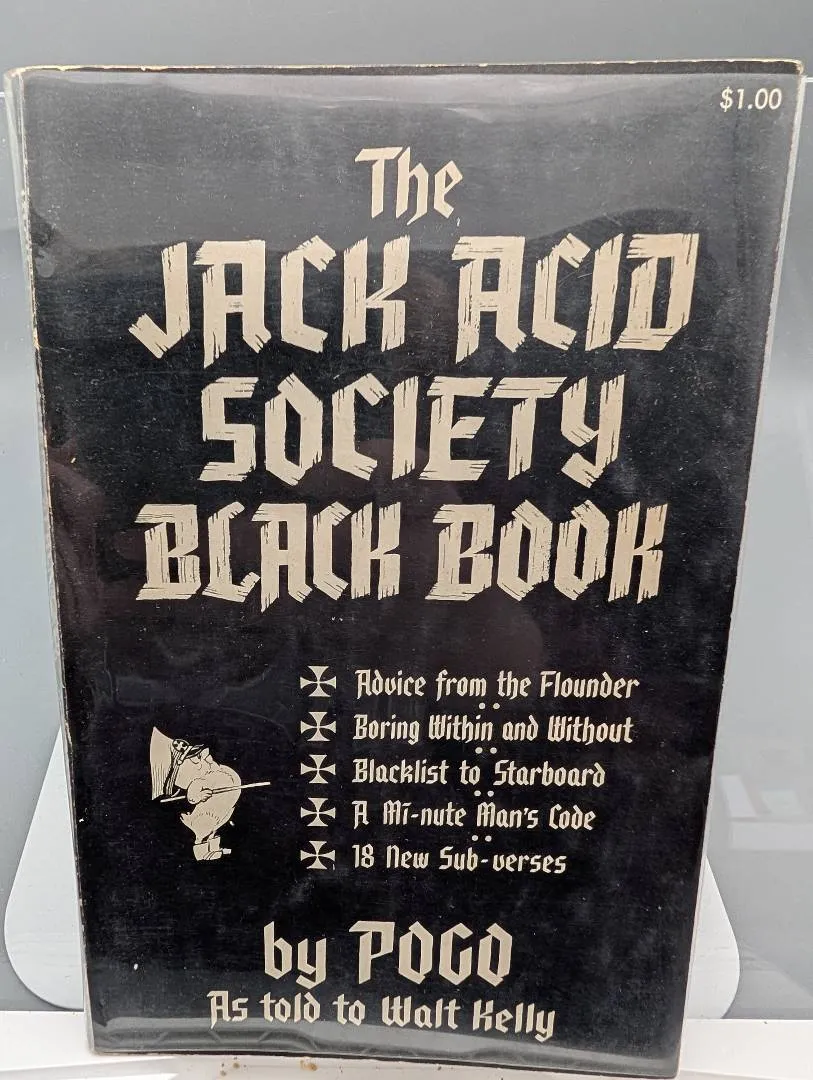 $1.00
The
JACK ACID
SOCIETY
BLACK BOOK
Advice from the Flounder
Boring Within and Without
Blacklist to Starboard
A Mi-nute Man's Code
18 New Sub-verses
by POGO
As told to Walt Kelly